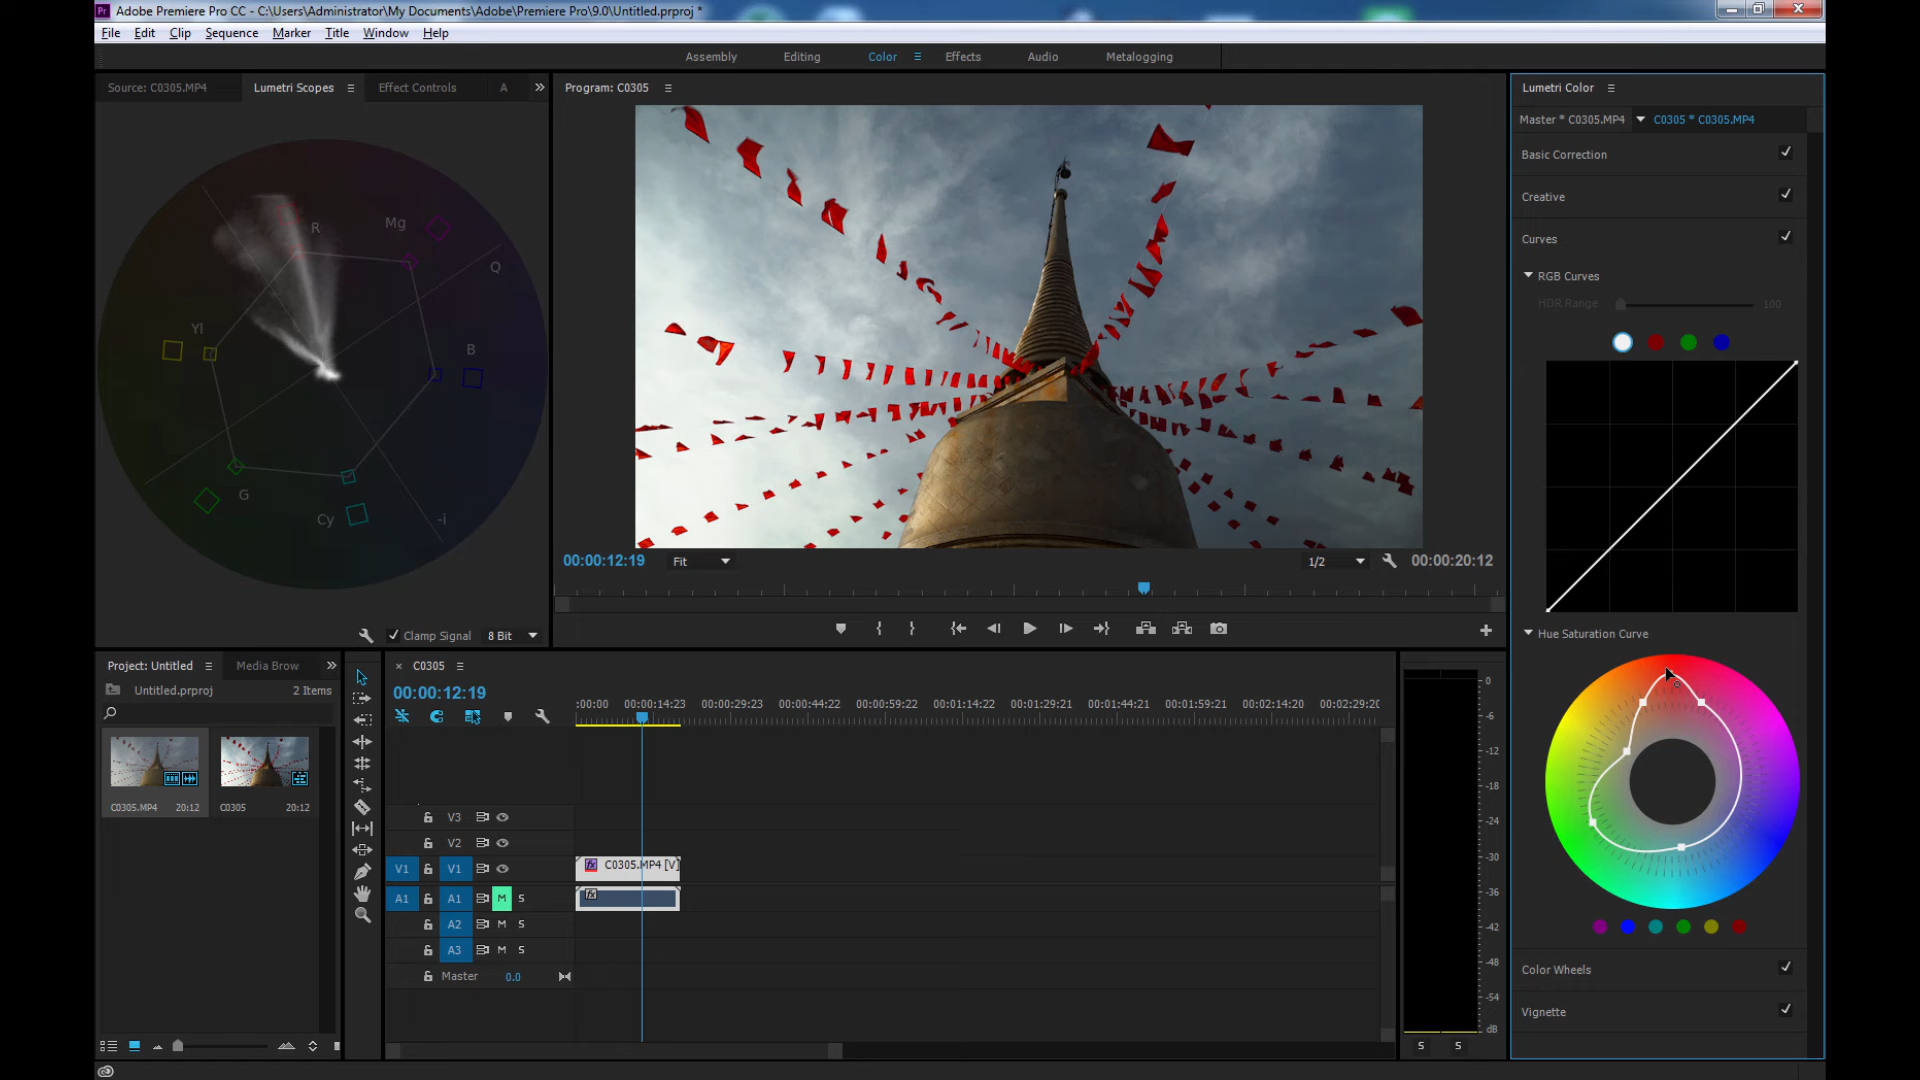 Pr Adobe Premiere Pro CC - C:\Users\Administrator\My Documents\Adobe\Premiere Pro\9.0\Untitled.prproj *
File Edit Clip Sequence Marker Title Window Help
Assembly Editing Color Effects Audio Metalogging
Source: C0305.MP4 Lumetri Scopes Effect Controls A
R Mg Q Yl B G Cy -i
Clamp Signal 8 Bit
Program: C0305
00:00:12:19 Fit 1/2 00:00:20:12
Lumetri Color
Master * C0305.MP4 C0305 * C0305.MP4
Basic Correction
Creative
Curves
RGB Curves
HDR Range 100
Hue Saturation Curve
Color Wheels
Vignette
Project: Untitled Media Brow
Untitled.prproj 2 Items
C0305.MP4 20:12 C0305 20:12
C0305
00:00:12:19
:00:00 00:00:14:23 00:00:29:23 00:00:44:22 00:00:59:22 00:01:14:22 00:01:29:21 00:01:44:21 00:01:59:21 00:02:14:20 00:02:29:20
V3
V2
V1 V1 fx C0305.MP4 [V]
A1 A1 M S fx
A2 M S
A3 M S
Master 0.0
0
-6
-12
-18
-24
-30
-36
-42
-48
-54
dB
S S